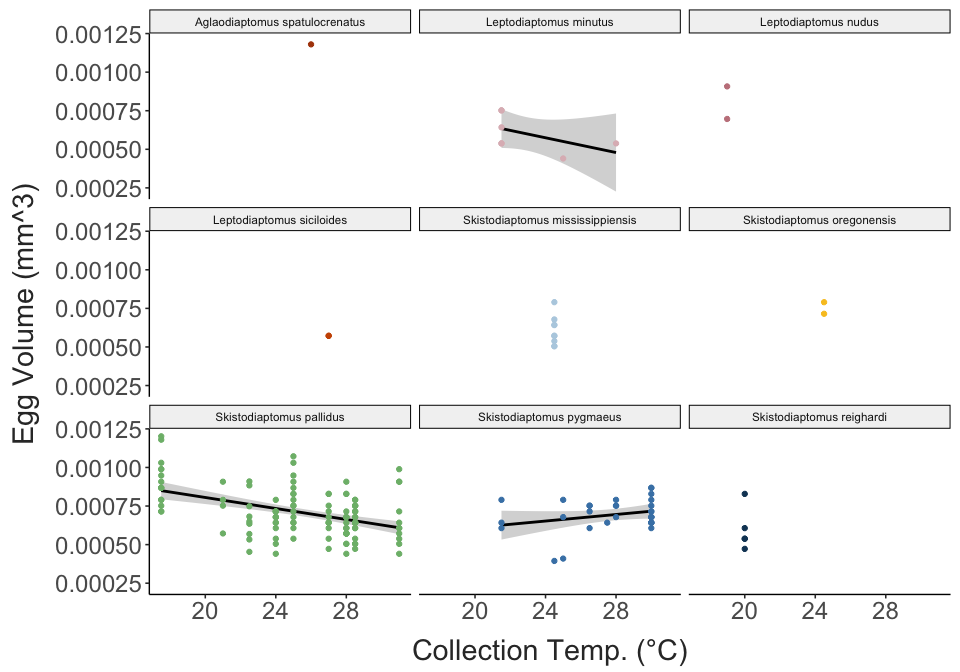 Aglaodiaptomus spatulocrenatus Leptodiaptomus minutus Leptodiaptomus nudus
0.00125
0.00100
0.00075
0.00050
0.00025
Leptodiaptomus siciloides Skistodiaptomus mississippiensis Skistodiaptomus oregonensis
0.00125
0.00100
0.00075
0.00050
0.00025
Skistodiaptomus pallidus Skistodiaptomus pygmaeus Skistodiaptomus reighardi
0.00125
0.00100
0.00075
0.00050
0.00025
20 24 28 20 24 28 20 24 28
Egg Volume (mm^3)
Collection Temp. (°C)